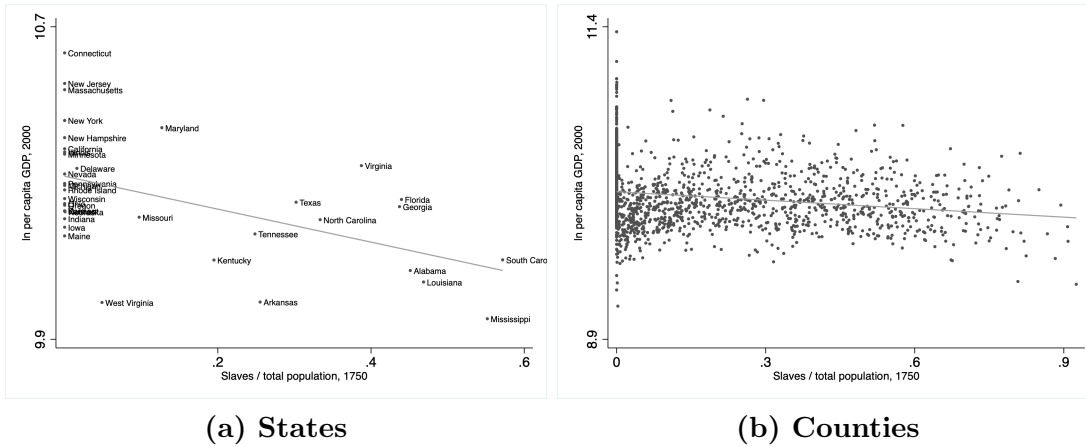 10.7
ln per capita GDP, 2000
9.9
Connecticut
New Jersey
Massachusetts
New York
Maryland
New Hampshire
California
Minnesota
Virginia
Delaware
Nevada
Pennsylvania
Rhode Island
Wisconsin
Texas
Florida
Oregon
Georgia
Missouri
North Carolina
Indiana
Iowa
Tennessee
Maine
Kentucky
South Caro
Alabama
Louisiana
West Virginia
Arkansas
Mississippi
.2 .4 .6
Slaves / total population, 1750
(a) States
11.4
ln per capita GDP, 2000
8.9
0 .3 .6 .9
Slaves / total population, 1750
(b) Counties